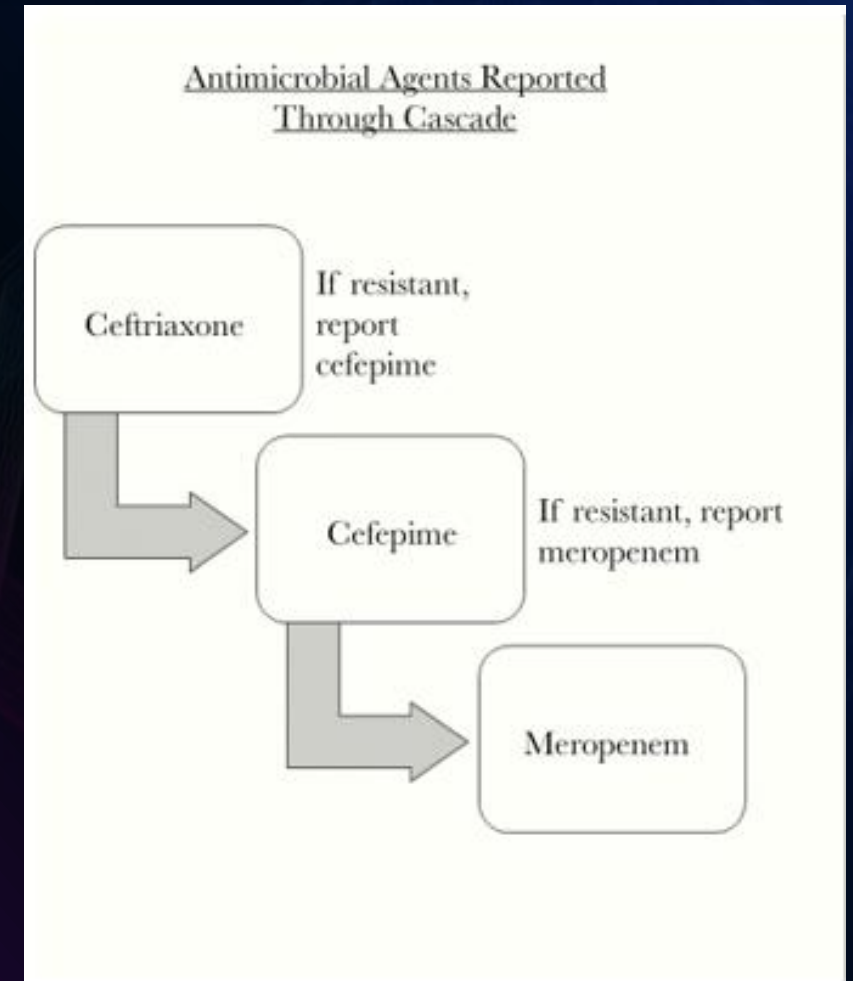 Antimicrobial Agents Reported
Through Cascade
Ceftriaxone
If resistant,
report
cefepime
Cefepime
If resistant, report
meropenem
Meropenem